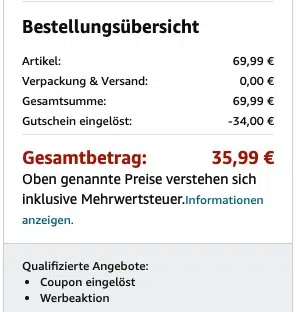 Bestellungsübersicht
Artikel: 69,99 €
Verpackung & Versand: 0,00 €
Gesamtsumme: 69,99 €
Gutschein eingelöst: -34,00 €
Gesamtbetrag: 35,99 €
Oben genannte Preise verstehen sich
inklusive Mehrwertsteuer.Informationen
anzeigen.
Qualifizierte Angebote:
• Coupon eingelöst
• Werbeaktion